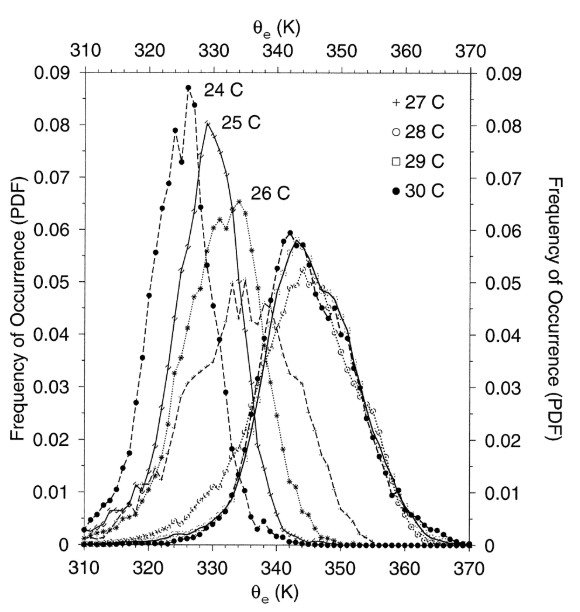 θe (K)
310 320 330 340 350 360 370
0.09 0.09
24 C
+ 27 C
25 C
○ 28 C
0.08 0.08
□ 29 C
● 30 C
0.07 0.07
26 C
0.06 0.06
0.05 0.05
0.04 0.04
0.03 0.03
0.02 0.02
0.01 0.01
0 0
310 320 330 340 350 360 370
θe (K)
Frequency of Occurrence (PDF)
Frequency of Occurrence (PDF)